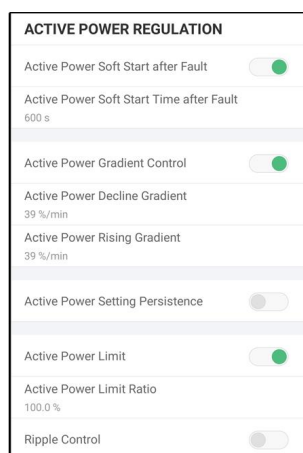 ACTIVE POWER REGULATION
Active Power Soft Start after Fault
Active Power Soft Start Time after Fault
600 s
Active Power Gradient Control
Active Power Decline Gradient
39 %/min
Active Power Rising Gradient
39 %/min
Active Power Setting Persistence
Active Power Limit
Active Power Limit Ratio
100.0 %
Ripple Control